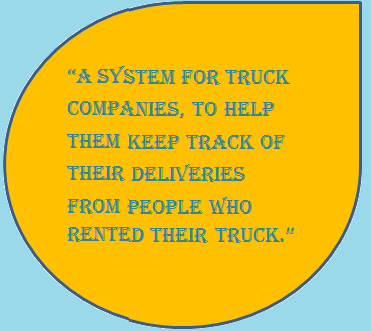 “A SYSTEM FOR TRUCK
COMPANIES, TO HELP
THEM KEEP TRACK OF
THEIR DELIVERIES
FROM PEOPLE WHO
RENTED THEIR TRUCK.”